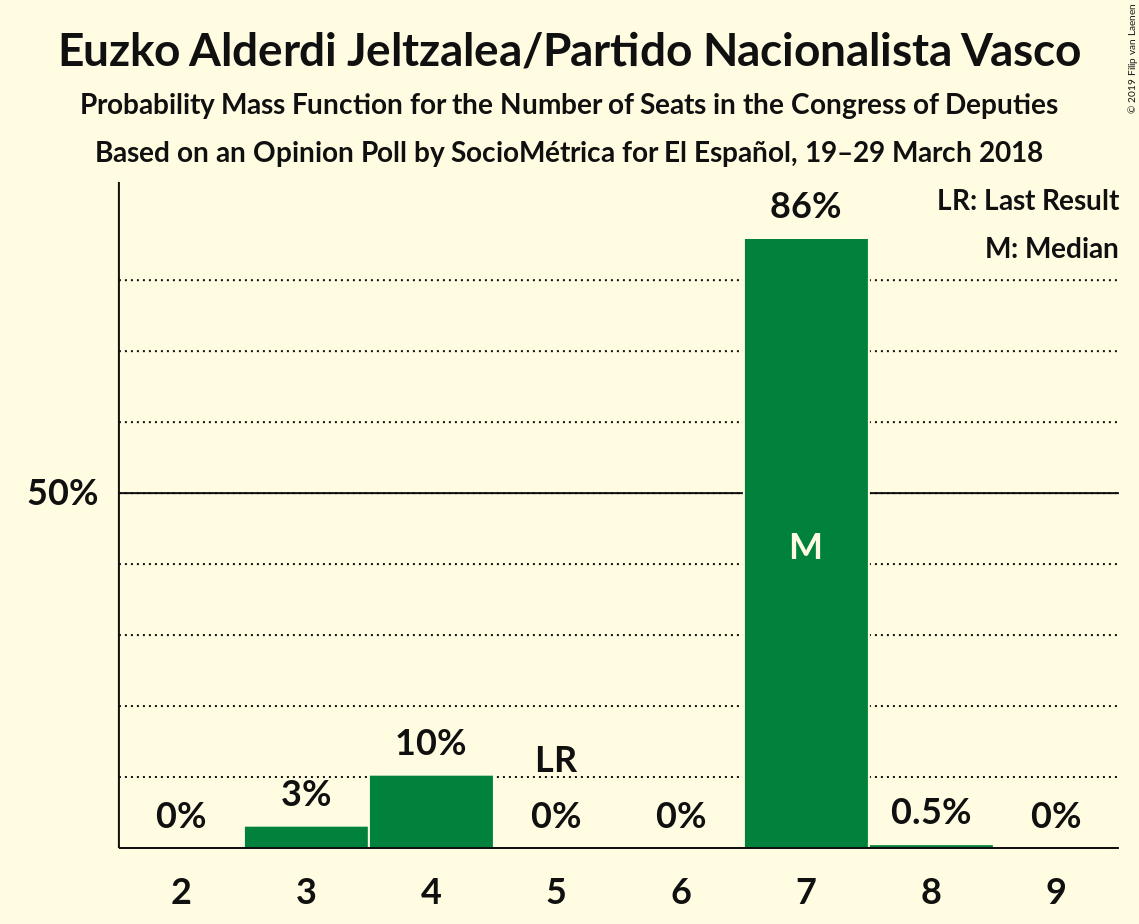 Euzko Alderdi Jeltzalea/Partido Nacionalista Vasco
Probability Mass Function for the Number of Seats in the Congress of Deputies
Based on an Opinion Poll by SocioMétrica for El Español, 19–29 March 2018
© 2019 Filip van Laenen
LR: Last Result
M: Median
86%
50%
M
10%
LR
3%
0%
0%
0%
0.5%
0%
2 3 4 5 6 7 8 9